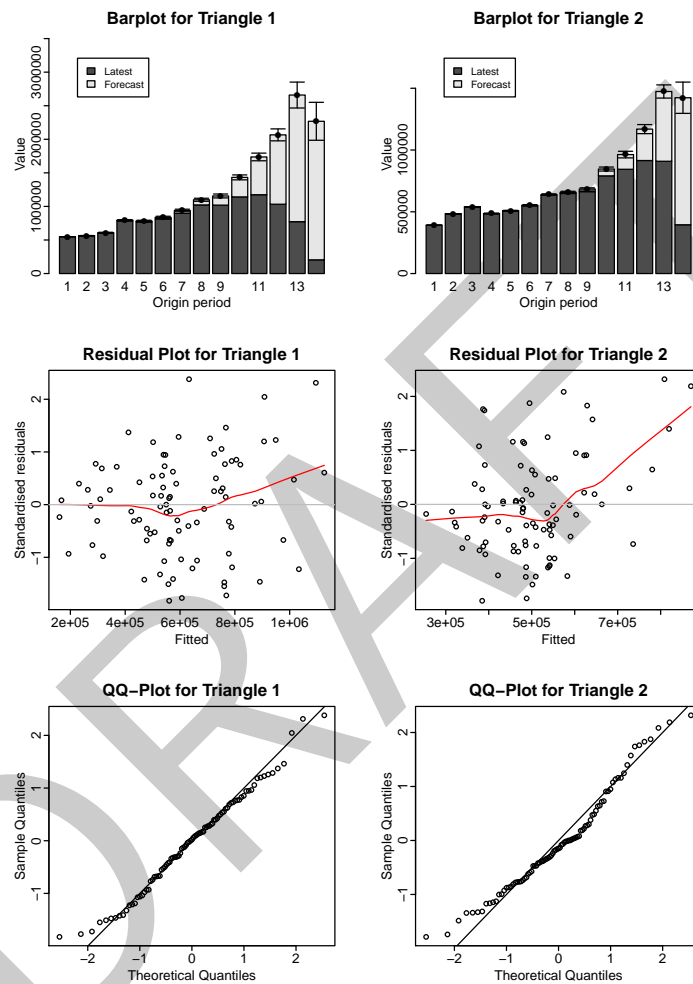 Barplot for Triangle 1
Value
0 1000000 2000000 3000000
Latest
Forecast
1 2 3 4 5 6 7 8 9 11 13
Origin period
Barplot for Triangle 2
Value
0 500000 1000000
Latest
Forecast
1 2 3 4 5 6 7 8 9 11 13
Origin period
Residual Plot for Triangle 1
Standardised residuals
−1 0 1 2
2e+05 4e+05 6e+05 8e+05 1e+06
Fitted
Residual Plot for Triangle 2
Standardised residuals
−1 0 1 2
3e+05 5e+05 7e+05
Fitted
QQ−Plot for Triangle 1
Sample Quantiles
−1 0 1 2
−2 −1 0 1 2
Theoretical Quantiles
QQ−Plot for Triangle 2
Sample Quantiles
−1 0 1 2
−2 −1 0 1 2
Theoretical Quantiles
DRAFT